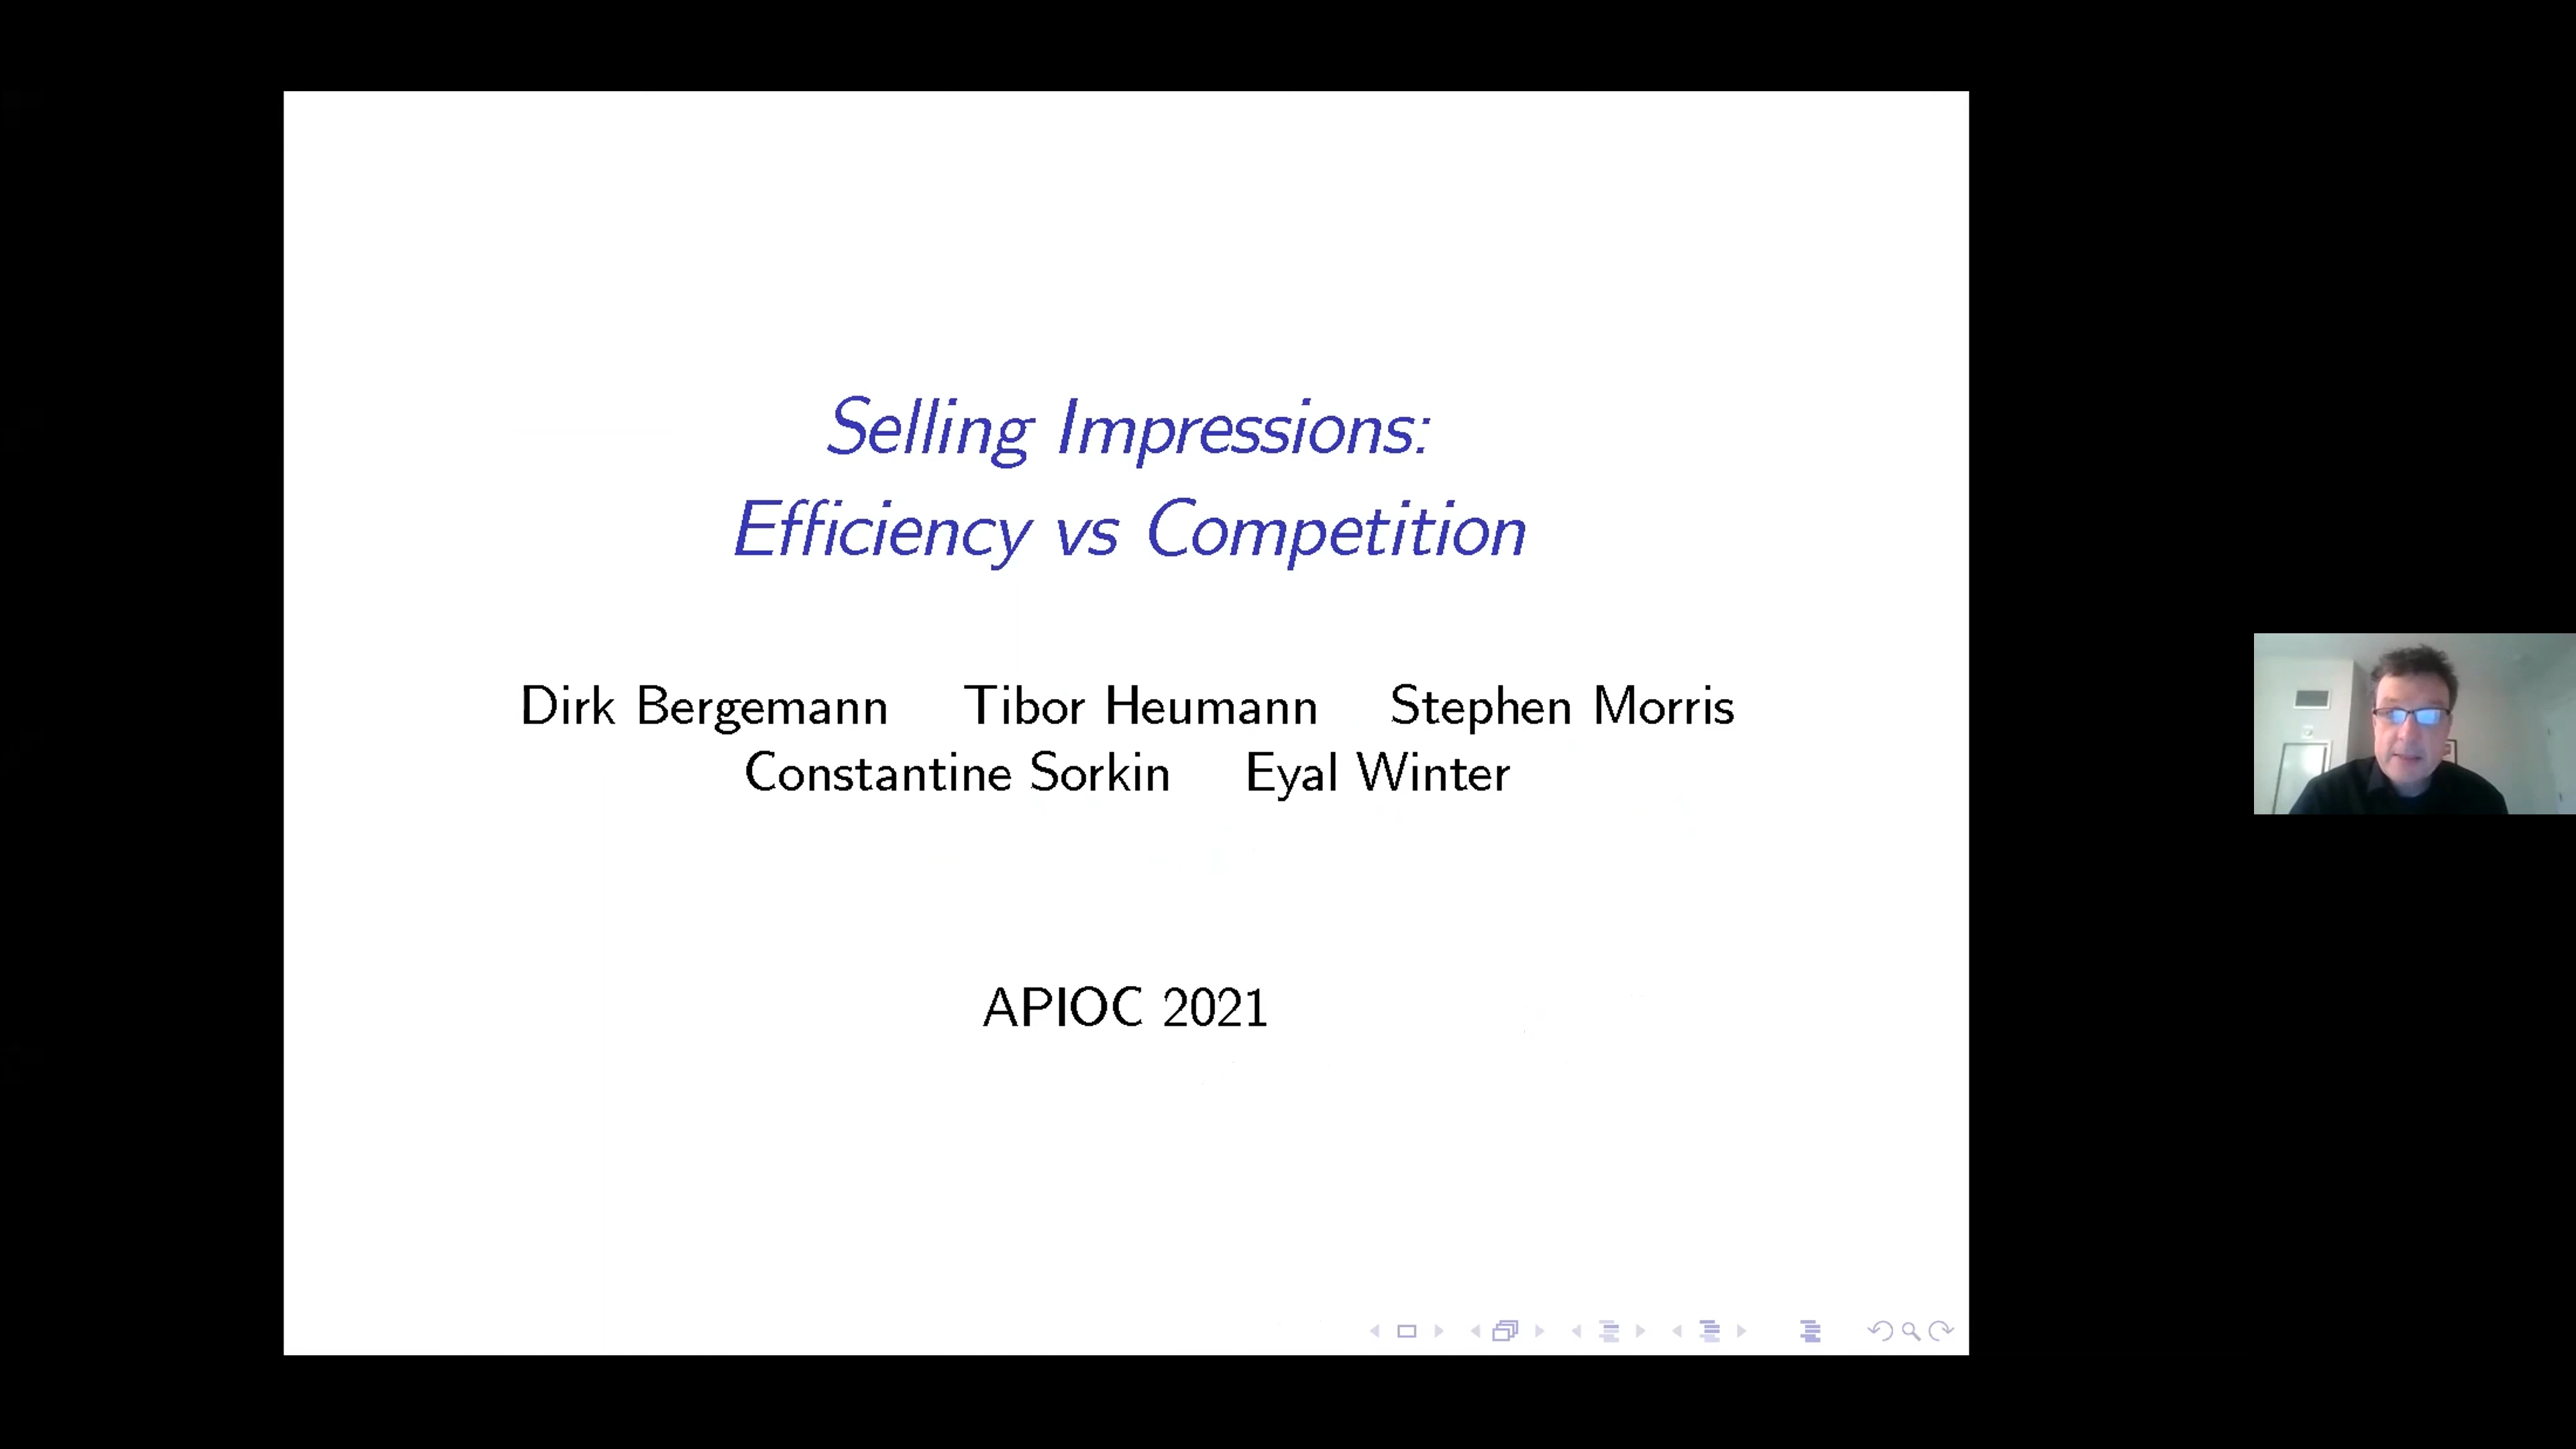 Selling Impressions:
Efficiency vs Competition
Dirk Bergemann Tibor Heumann Stephen Morris
Constantine Sorkin Eyal Winter
APIOC 2021